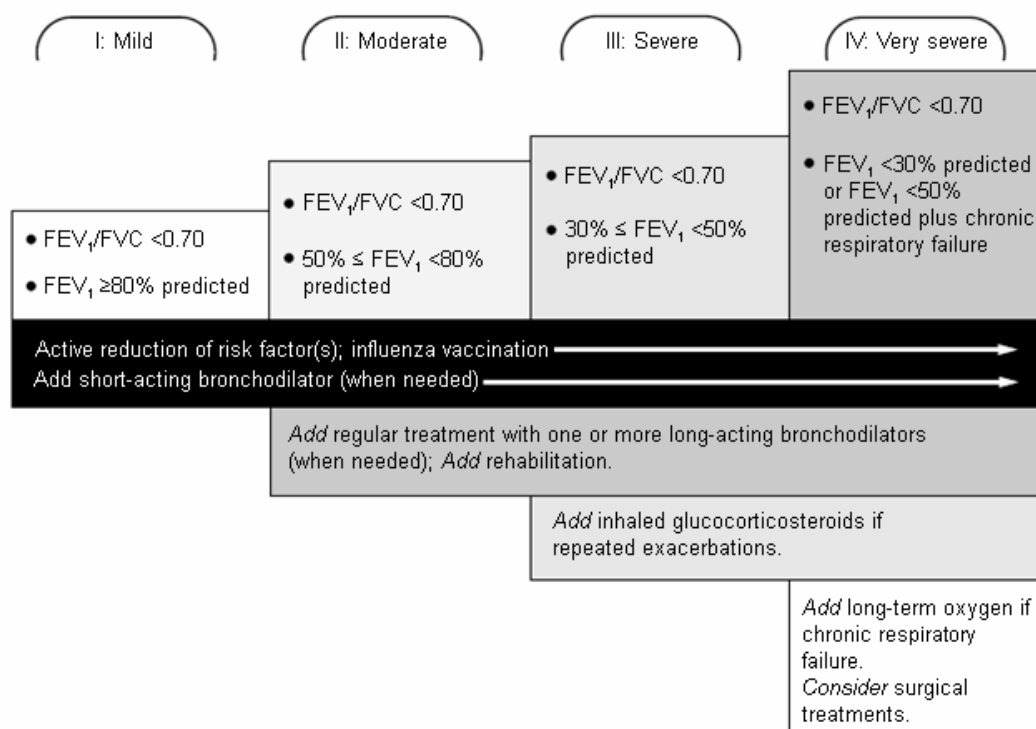 I: Mild
II: Moderate
III: Severe
IV: Very severe
● FEV₁/FVC <0.70
● FEV₁ ≥80% predicted
● FEV₁/FVC <0.70
● 50% ≤ FEV₁ <80%
predicted
● FEV₁/FVC <0.70
● 30% ≤ FEV₁ <50%
predicted
● FEV₁/FVC <0.70
● FEV₁ <30% predicted
or FEV₁ <50%
predicted plus chronic
respiratory failure
Active reduction of risk factor(s); influenza vaccination
Add short-acting bronchodilator (when needed)
Add regular treatment with one or more long-acting bronchodilators
(when needed); Add rehabilitation.
Add inhaled glucocorticosteroids if
repeated exacerbations.
Add long-term oxygen if
chronic respiratory
failure.
Consider surgical
treatments.